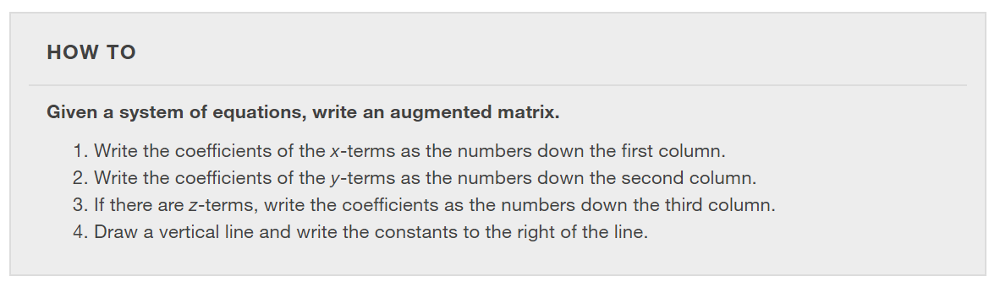 HOW TO
Given a system of equations, write an augmented matrix.
1. Write the coefficients of the x-terms as the numbers down the first column.
2. Write the coefficients of the y-terms as the numbers down the second column.
3. If there are z-terms, write the coefficients as the numbers down the third column.
4. Draw a vertical line and write the constants to the right of the line.